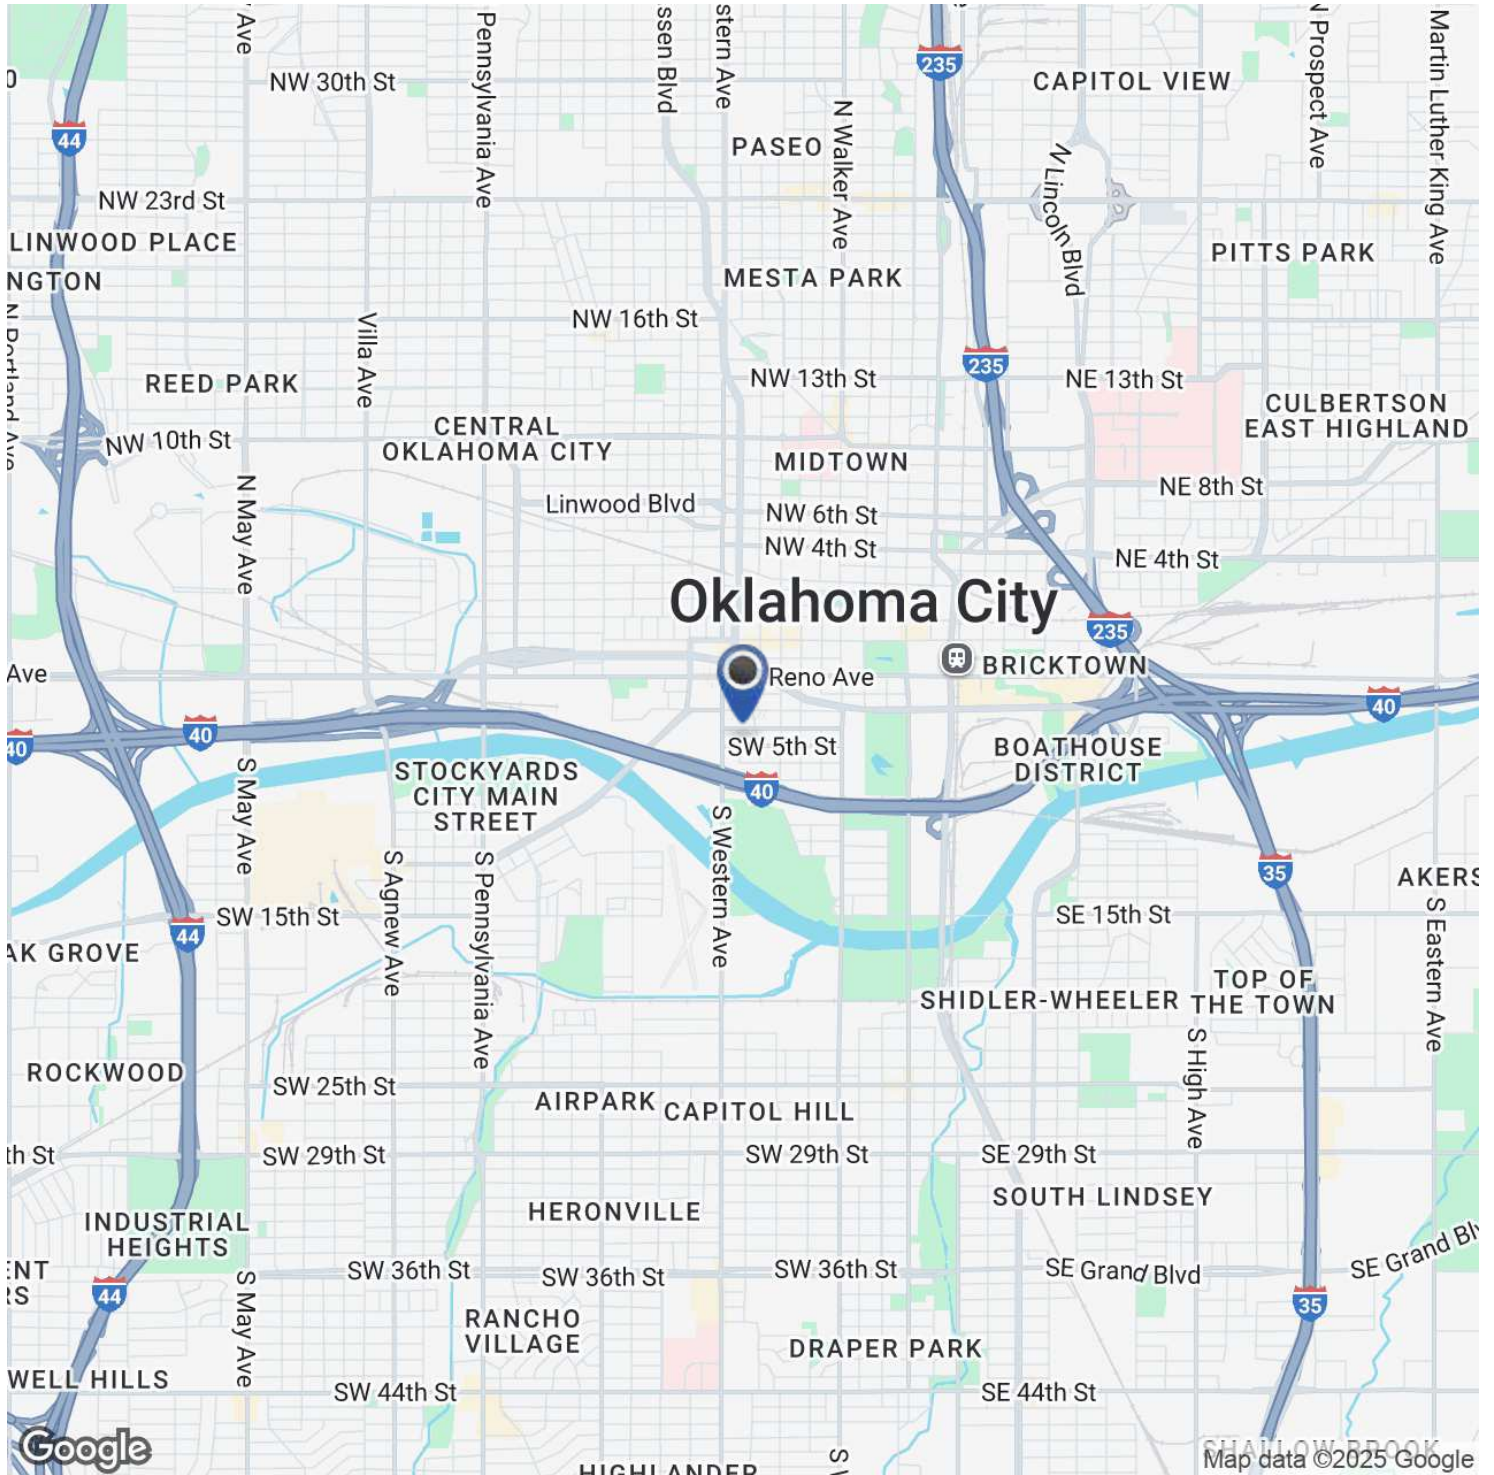 Ave
Pennsylvania Ave
ssen Blvd
stern Ave
235
N Prospect Ave
Martin Luther King Ave
NW 30th St
CAPITOL VIEW
0
44
PASEO
N Walker Ave
N Lincoln Blvd
NW 23rd St
LINWOOD PLACE
NGTON
MESTA PARK
PITTS PARK
N Portland Ave
Villa Ave
NW 16th St
235
REED PARK
NW 13th St
NE 13th St
CULBERTSON
EAST HIGHLAND
CENTRAL
OKLAHOMA CITY
NW 10th St
MIDTOWN
N May Ave
Linwood Blvd
NE 8th St
NW 6th St
NW 4th St
NE 4th St
Oklahoma City
235
BRICKTOWN
Ave
Reno Ave
40
40
40
SW 5th St
BOATHOUSE
DISTRICT
S May Ave
STOCKYARDS
CITY MAIN
STREET
40
S Western Ave
S Agnew Ave
S Pennsylvania Ave
35
AKERS
SW 15th St
44
SE 15th St
S Eastern Ave
AK GROVE
TOP OF
THE TOWN
SHIDLER-WHEELER
S High Ave
ROCKWOOD
SW 25th St
AIRPARK
CAPITOL HILL
th St
SW 29th St
SW 29th St
SE 29th St
SOUTH LINDSEY
HERONVILLE
INDUSTRIAL
HEIGHTS
SE Grand Blv
ENT
RS
SW 36th St
SW 36th St
SW 36th St
SE Grand Blvd
44
S May Ave
35
RANCHO
VILLAGE
DRAPER PARK
WELL HILLS
SW 44th St
SE 44th St
Google
SHALLOW BROOK
Map data ©2025 Google
HIGHLANDER